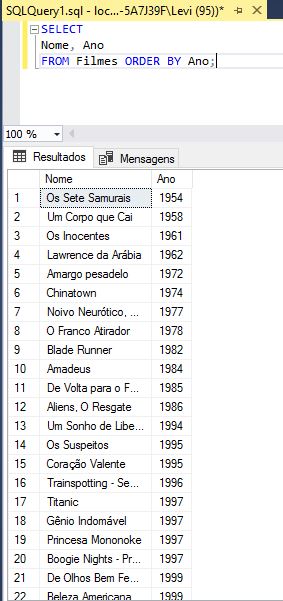 SQLQuery1.sql - loc...-5A7J39F\Levi (95))*
SELECT
Nome, Ano
FROM Filmes ORDER BY Ano;
100 %
Resultados Mensagens
Nome Ano
1 Os Sete Samurais 1954
2 Um Corpo que Cai 1958
3 Os Inocentes 1961
4 Lawrence da Arábia 1962
5 Amargo pesadelo 1972
6 Chinatown 1974
7 Noivo Neurótico, ... 1977
8 O Franco Atirador 1978
9 Blade Runner 1982
10 Amadeus 1984
11 De Volta para o F... 1985
12 Aliens, O Resgate 1986
13 Um Sonho de Libe... 1994
14 Os Suspeitos 1995
15 Coração Valente 1995
16 Trainspotting - Se... 1996
17 Titanic 1997
18 Gênio Indomável 1997
19 Princesa Mononoke 1997
20 Boogie Nights - Pr... 1997
21 De Olhos Bem Fe... 1999
22 Beleza Americana 1999